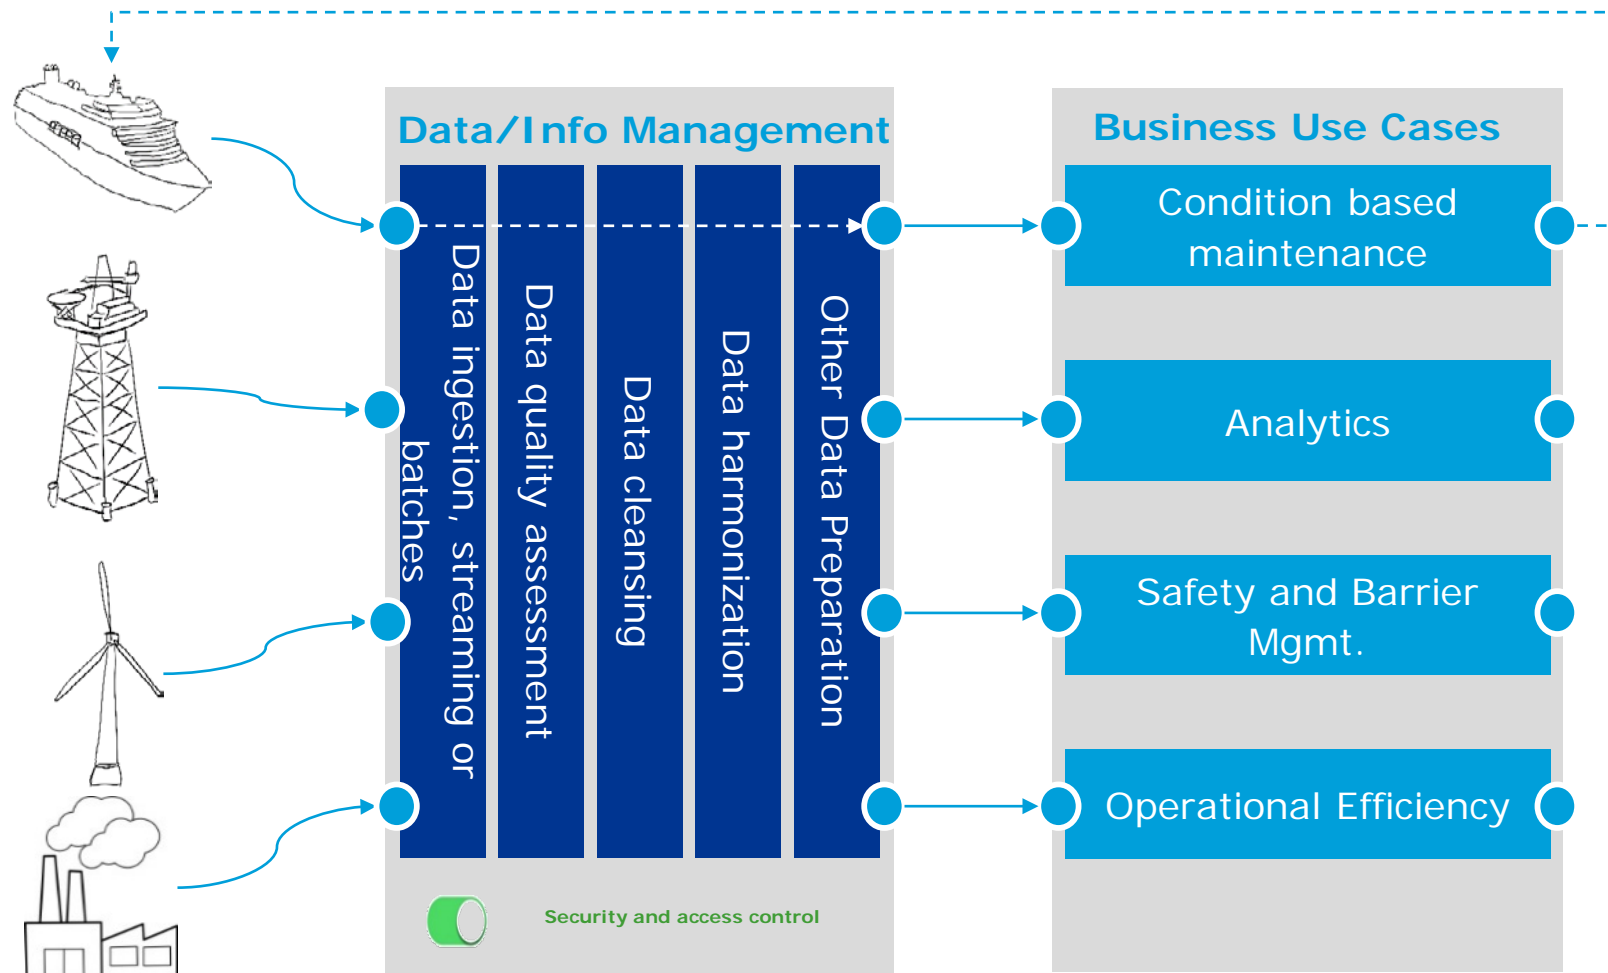 Data/Info Management
Data ingestion, streaming or
batches
Data quality assessment
Data cleansing
Data harmonization
Other Data Preparation
Security and access control
Business Use Cases
Condition based
maintenance
Analytics
Safety and Barrier
Mgmt.
Operational Efficiency